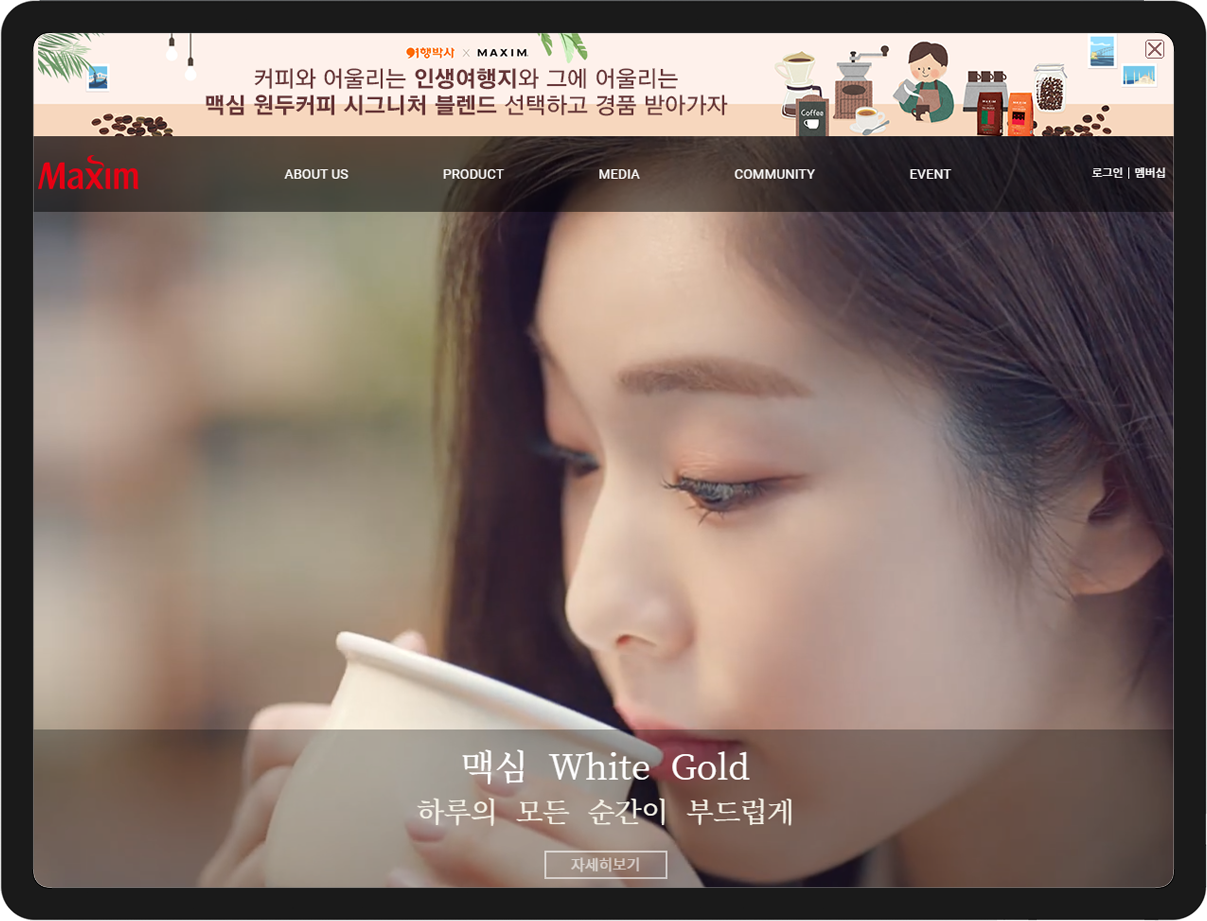 여행박사 X MAXIM
커피와 어울리는 인생여행지와 그에 어울리는
맥심 원두커피 시그니처 블렌드 선택하고 경품 받아가자
Coffee
Maxim
ABOUT US
PRODUCT
MEDIA
COMMUNITY
EVENT
로그인 | 멤버십
맥심 White Gold
하루의 모든 순간이 부드럽게
자세히보기